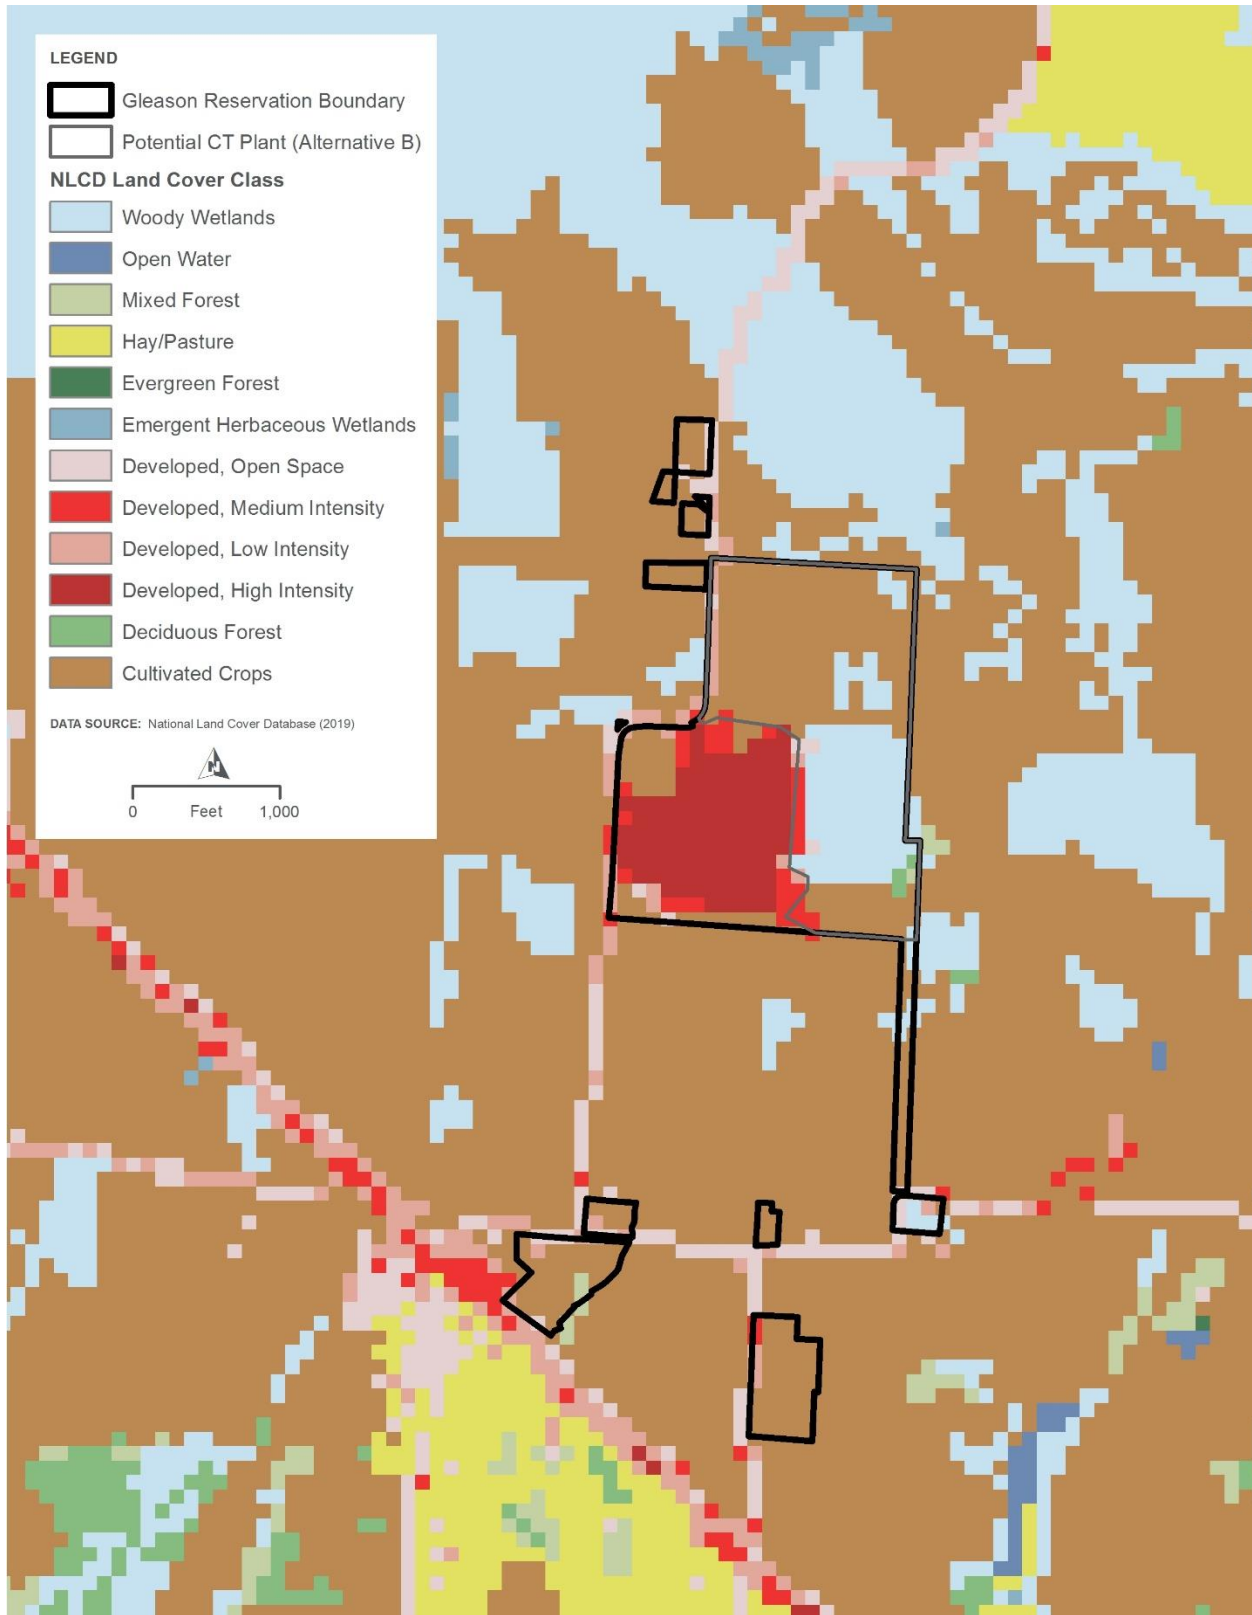 LEGEND
Gleason Reservation Boundary
Potential CT Plant (Alternative B)
NLCD Land Cover Class
Woody Wetlands
Open Water
Mixed Forest
Hay/Pasture
Evergreen Forest
Emergent Herbaceous Wetlands
Developed, Open Space
Developed, Medium Intensity
Developed, Low Intensity
Developed, High Intensity
Deciduous Forest
Cultivated Crops
DATA SOURCE: National Land Cover Database (2019)
N
0 Feet 1,000